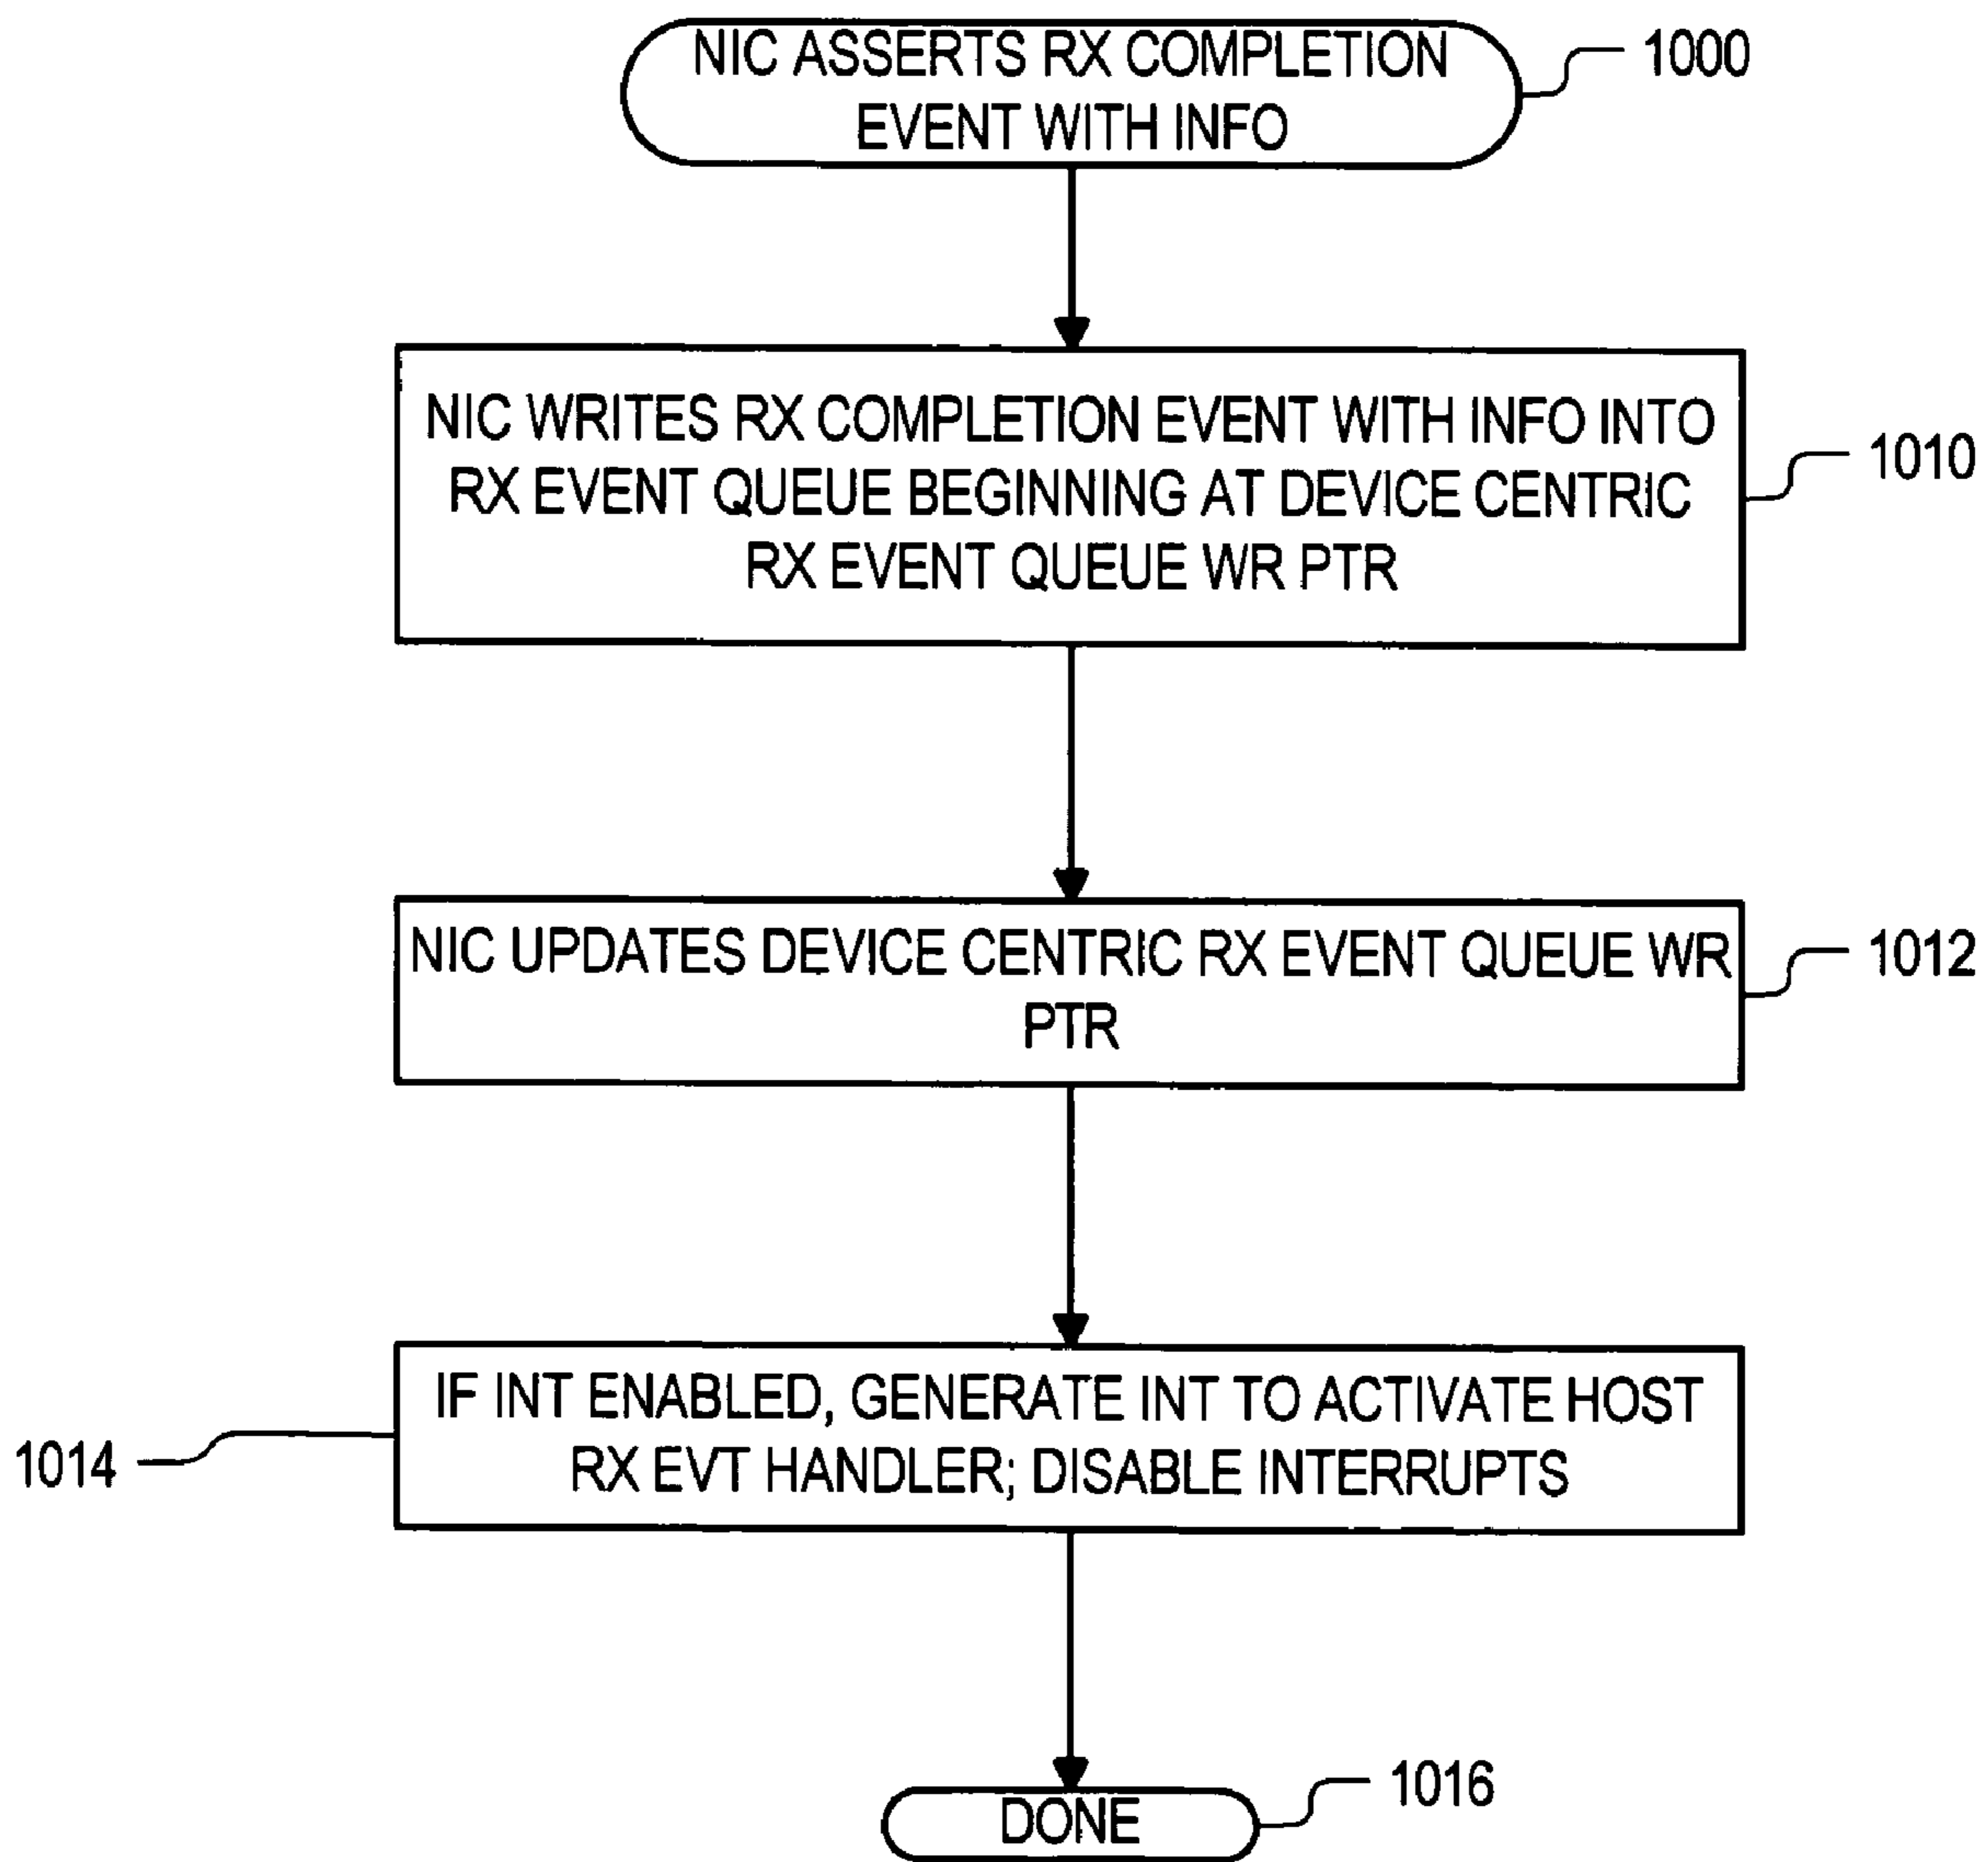 NIC ASSERTS RX COMPLETION
EVENT WITH INFO
1000
NIC WRITES RX COMPLETION EVENT WITH INFO INTO
RX EVENT QUEUE BEGINNING AT DEVICE CENTRIC
RX EVENT QUEUE WR PTR
1010
NIC UPDATES DEVICE CENTRIC RX EVENT QUEUE WR
PTR
1012
IF INT ENABLED, GENERATE INT TO ACTIVATE HOST
RX EVT HANDLER; DISABLE INTERRUPTS
1014
DONE
1016